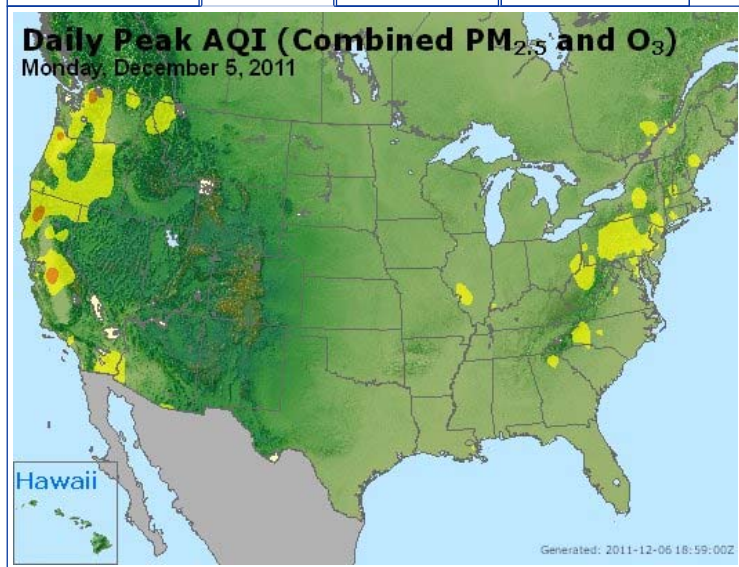 Daily Peak AQI (Combined PM2.5 and O3)
Monday, December 5, 2011
Hawaii
Generated: 2011-12-06 18:59:00Z